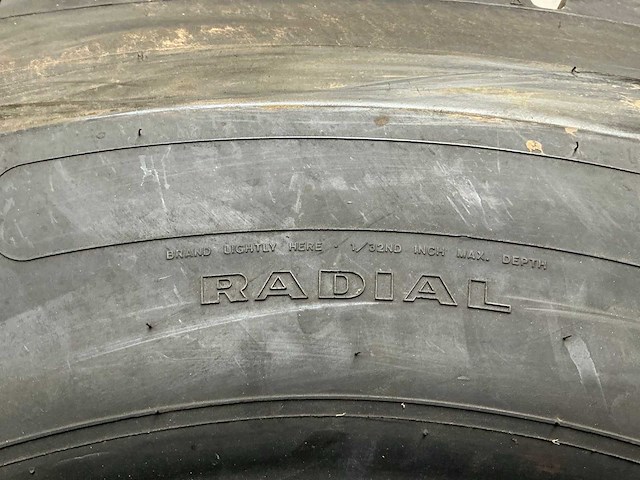 BRAND LIGHTLY HERE - 1/32ND INCH MAX. DEPTH
RADIAL